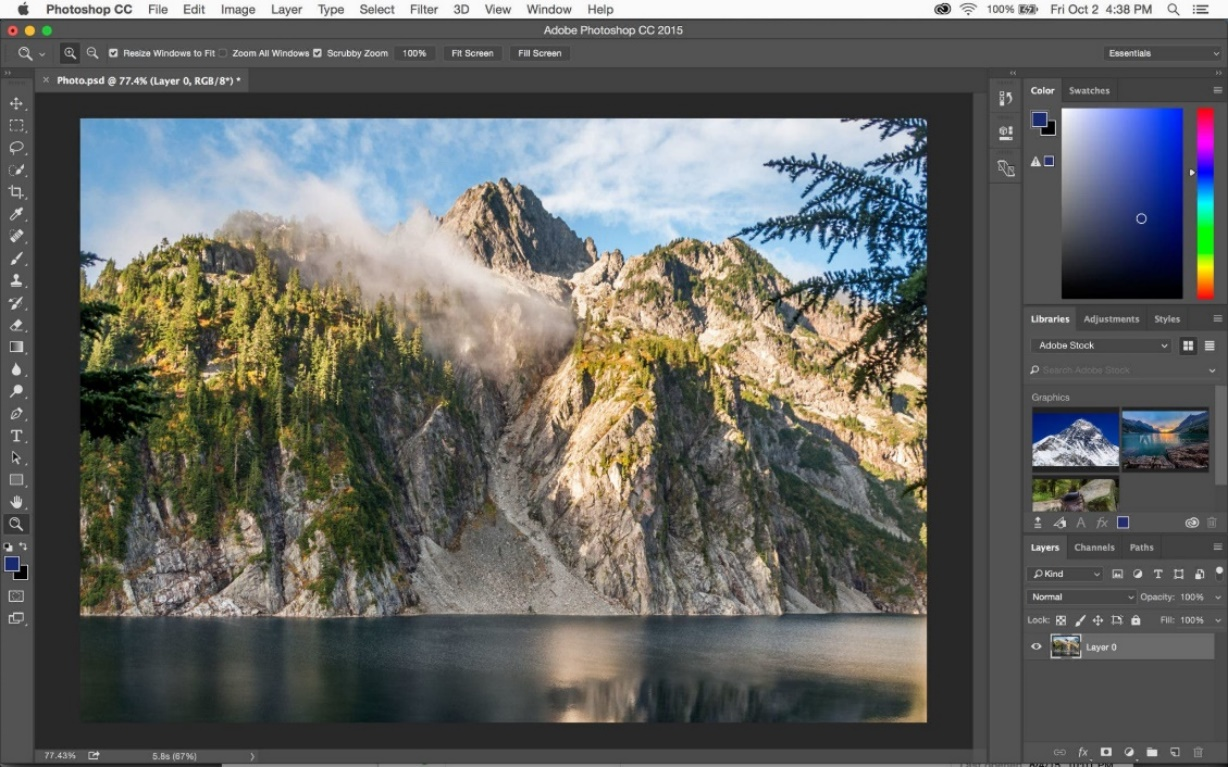 Photoshop CC File Edit Image Layer Type Select Filter 3D View Window Help 100% Fri Oct 2 4:38 PM
Adobe Photoshop CC 2015
Resize Windows to Fit Zoom All Windows Scrubby Zoom 100% Fit Screen Fill Screen Essentials
Photo.psd @ 77.4% (Layer 0, RGB/8*) *
Color Swatches
Libraries Adjustments Styles
Adobe Stock
Search Adobe Stock
Graphics
Layers Channels Paths
Kind
Normal Opacity: 100%
Lock: Fill: 100%
Layer 0
77.43% 5.8s (67%)